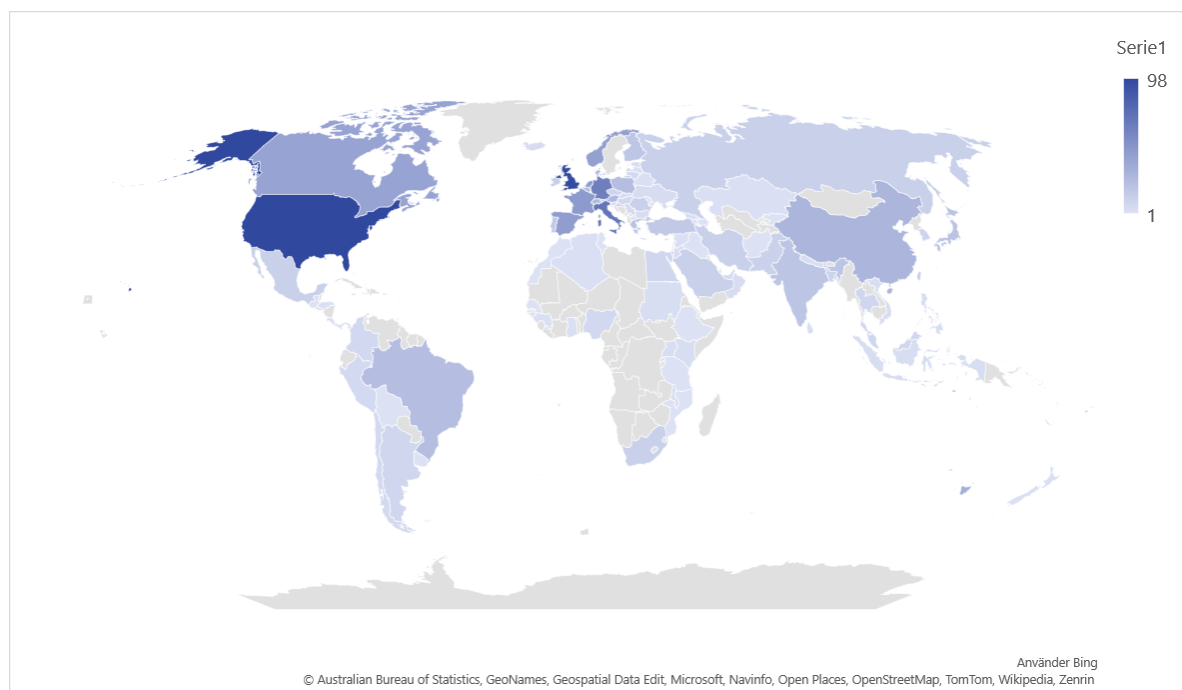 Serie1
98
1
Använder Bing
© Australian Bureau of Statistics, GeoNames, Geospatial Data Edit, Microsoft, Navinfo, Open Places, OpenStreetMap, TomTom, Wikipedia, Zenrin